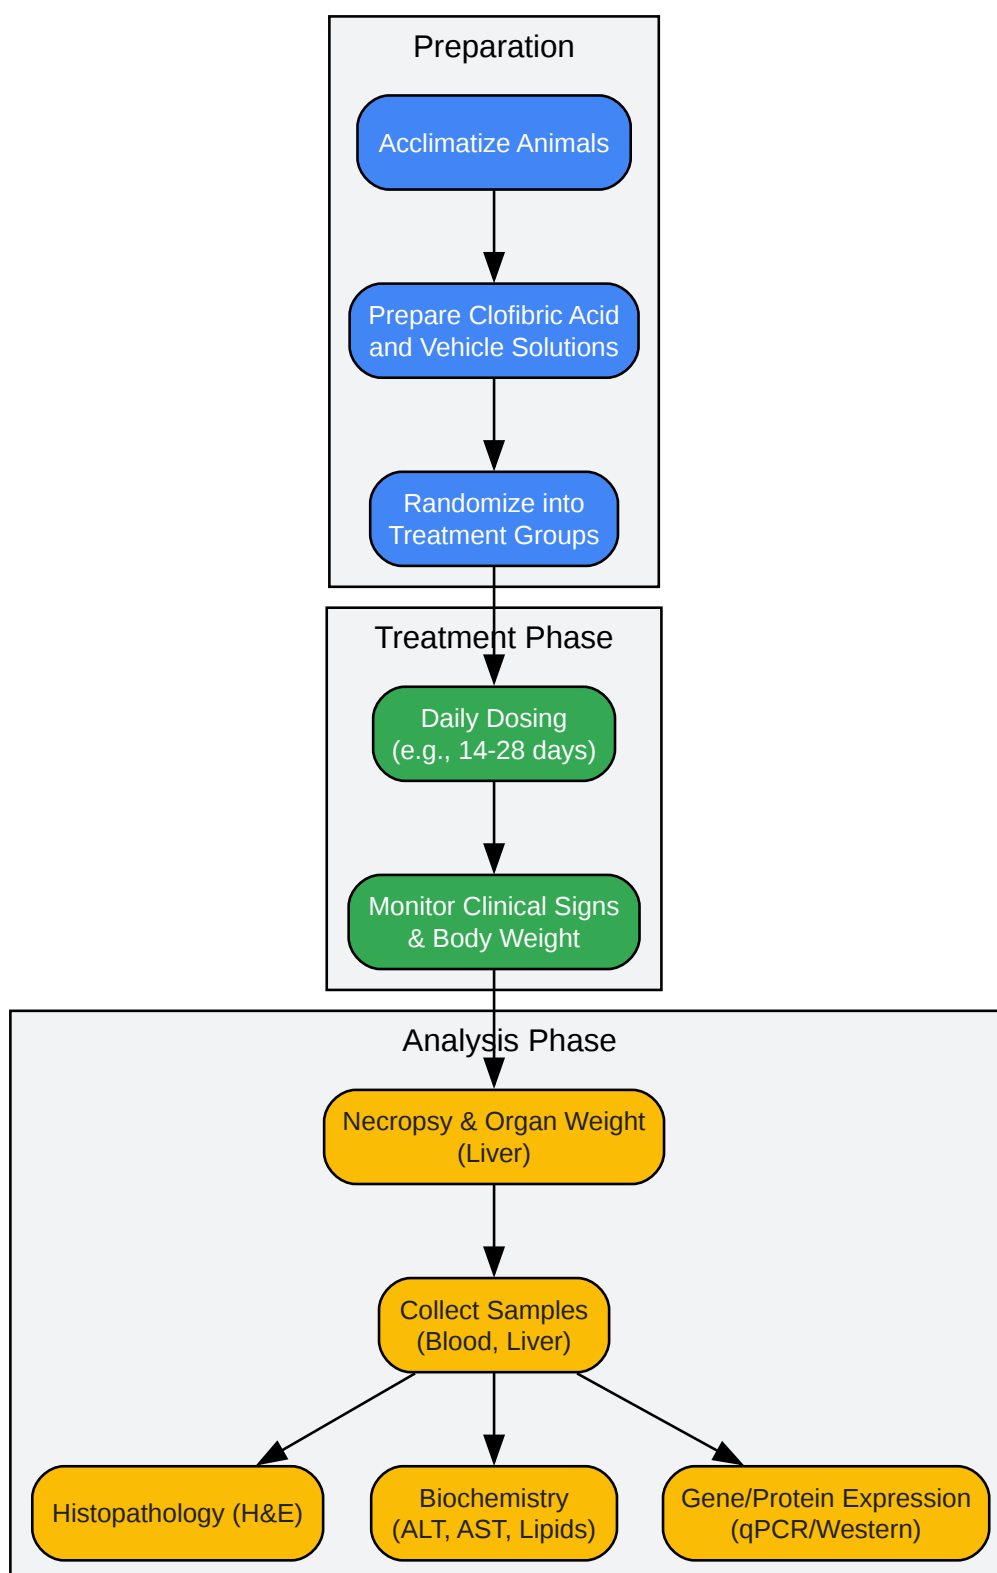 Preparation
Acclimatize Animals
Prepare Clofibric Acid
and Vehicle Solutions
Randomize into
Treatment Groups
Treatment Phase
Daily Dosing
(e.g., 14-28 days)
Monitor Clinical Signs
& Body Weight
Analysis Phase
Necropsy & Organ Weight
(Liver)
Collect Samples
(Blood, Liver)
Histopathology (H&E)
Biochemistry
(ALT, AST, Lipids)
Gene/Protein Expression
(qPCR/Western)